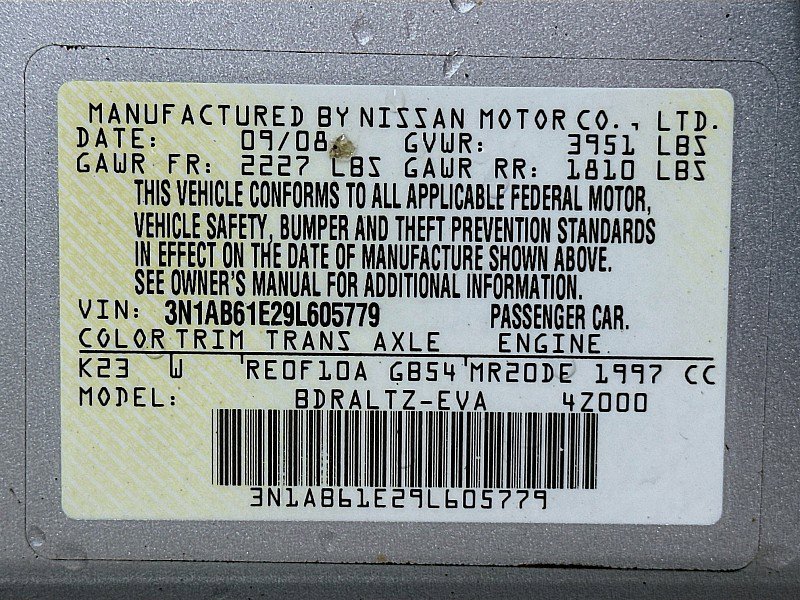 MANUFACTURED BY NISSAN MOTOR CO., LTD.
DATE: 09/08 GVWR: 3951 LBS
GAWR FR: 2227 LBS GAWR RR: 1810 LBS
THIS VEHICLE CONFORMS TO ALL APPLICABLE FEDERAL MOTOR,
VEHICLE SAFETY, BUMPER AND THEFT PREVENTION STANDARDS
IN EFFECT ON THE DATE OF MANUFACTURE SHOWN ABOVE.
SEE OWNER'S MANUAL FOR ADDITIONAL INFORMATION.
VIN: 3N1AB61E29L605779 PASSENGER CAR.
COLOR TRIM TRANS AXLE ENGINE
K23 W RE0F10A GB54 MR20DE 1997 CC
MODEL: BDRALTZ-EVA 4Z000
3N1AB61E29L605779